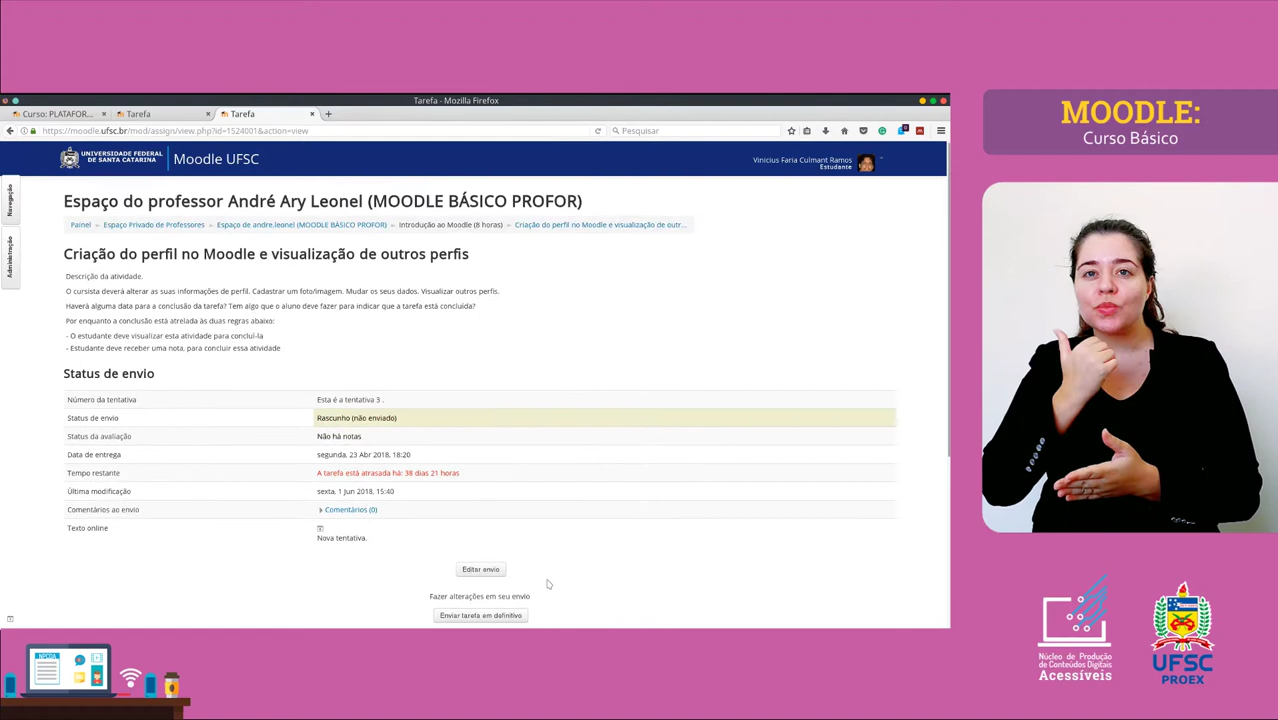 Tarefa - Mozilla Firefox
Curso: PLATAFOR...
Tarefa
Tarefa
https://moodle.ufsc.br/mod/assign/view.php?id=1524001&action=view
Pesquisar
UNIVERSIDADE FEDERAL
DE SANTA CATARINA
Moodle UFSC
Vinicius Faria Culmant Ramos
Estudante
Navegação
Administração
Espaço do professor André Ary Leonel (MOODLE BÁSICO PROFOR)
Painel
Espaço Privado de Professores
Espaço de andre.leonel (MOODLE BÁSICO PROFOR)
Introdução ao Moodle (8 horas)
Criação do perfil no Moodle e visualização de outr...
Criação do perfil no Moodle e visualização de outros perfis
Descrição da atividade.
O cursista deverá alterar as suas informações de perfil. Cadastrar um foto/imagem. Mudar os seus dados. Visualizar outros perfis.
Haverá alguma data para a conclusão da tarefa? Tem algo que o aluno deve fazer para indicar que a tarefa está concluída?
Por enquanto a conclusão está atrelada às duas regras abaixo:
- O estudante deve visualizar esta atividade para concluí-la
- Estudante deve receber uma nota, para concluir essa atividade
Status de envio
Número da tentativa
Esta é a tentativa 3 .
Status de envio
Rascunho (não enviado)
Status da avaliação
Não há notas
Data de entrega
segunda, 23 Abr 2018, 18:20
Tempo restante
A tarefa está atrasada há: 38 dias 21 horas
Última modificação
sexta, 1 Jun 2018, 15:40
Comentários ao envio
Comentários (0)
Texto online
Nova tentativa.
Editar envio
Fazer alterações em seu envio
Enviar tarefa em definitivo
MOODLE:
Curso Básico
Núcleo de Produção
de Conteúdos Digitais
Acessíveis
UFSC
PROEX
NPCDA